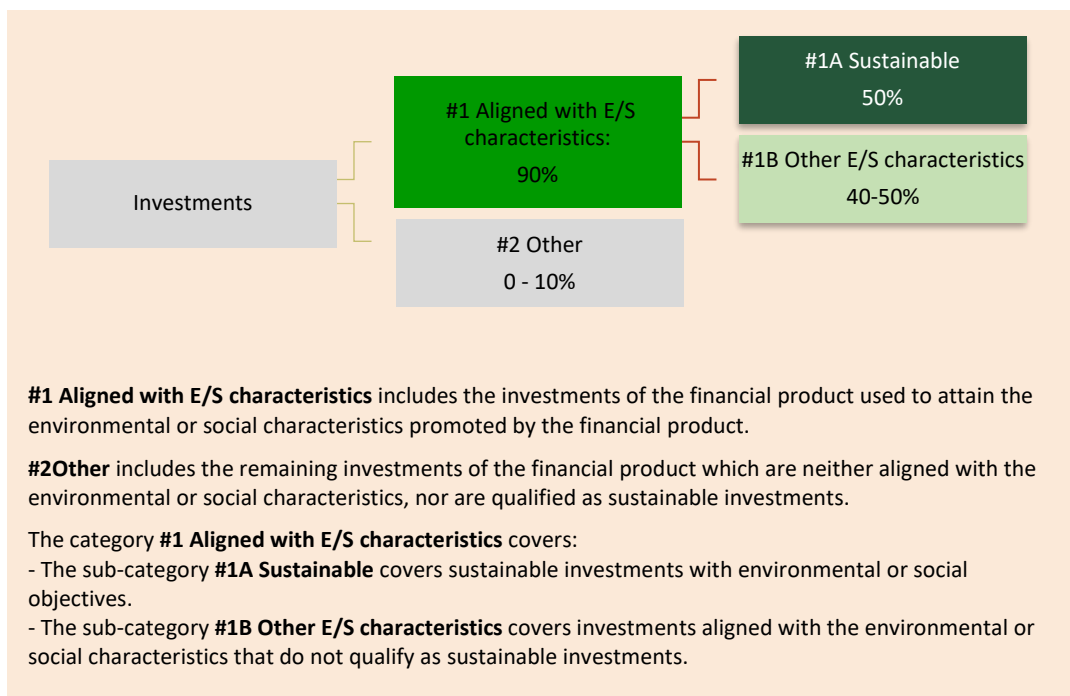 Investments
#1 Aligned with E/S
characteristics:
90%
#2 Other
0 - 10%
#1A Sustainable
50%
#1B Other E/S characteristics
40-50%
#1 Aligned with E/S characteristics includes the investments of the financial product used to attain the
environmental or social characteristics promoted by the financial product.
#2Other includes the remaining investments of the financial product which are neither aligned with the
environmental or social characteristics, nor are qualified as sustainable investments.
The category #1 Aligned with E/S characteristics covers:
- The sub-category #1A Sustainable covers sustainable investments with environmental or social
objectives.
- The sub-category #1B Other E/S characteristics covers investments aligned with the environmental or
social characteristics that do not qualify as sustainable investments.